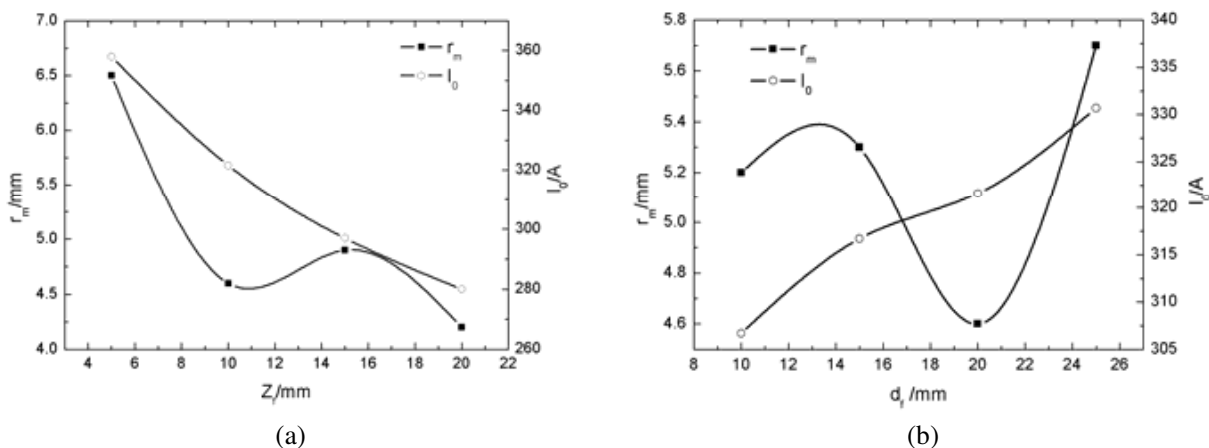 7.0
6.5
6.0
5.5
5.0
4.5
4.0
r_m/mm
360
340
320
300
280
260
I_0/A
r_m
I_0
4 6 8 10 12 14 16 18 20 22
Z_f/mm
(a)
5.8
5.6
5.4
5.2
5.0
4.8
4.6
r_m/mm
340
335
330
325
320
315
310
305
I_0/A
r_m
I_0
10 12 14 16 18 20 22 24 26
d_f /mm
(b)